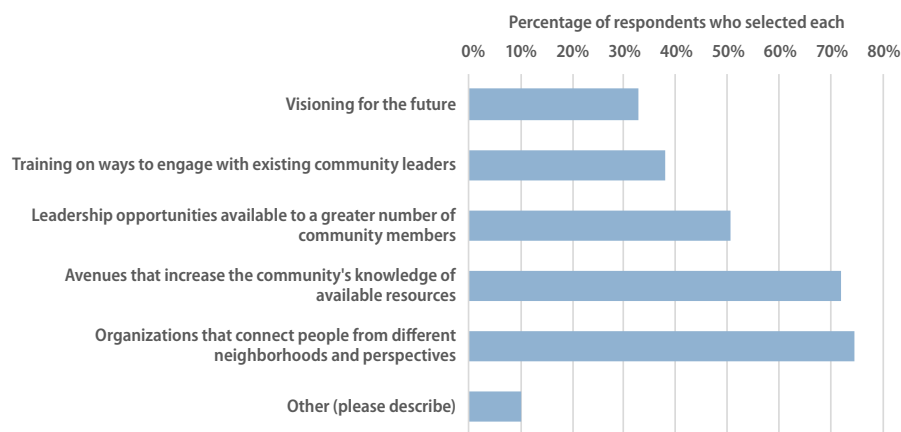 Percentage of respondents who selected each
0% 10% 20% 30% 40% 50% 60% 70% 80%
Visioning for the future
Training on ways to engage with existing community leaders
Leadership opportunities available to a greater number of
community members
Avenues that increase the community's knowledge of
available resources
Organizations that connect people from different
neighborhoods and perspectives
Other (please describe)